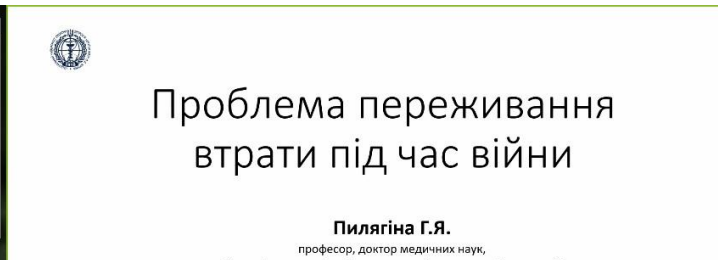 Проблема переживання
втрати під час війни
Пилягіна Г.Я.
професор, доктор медичних наук,